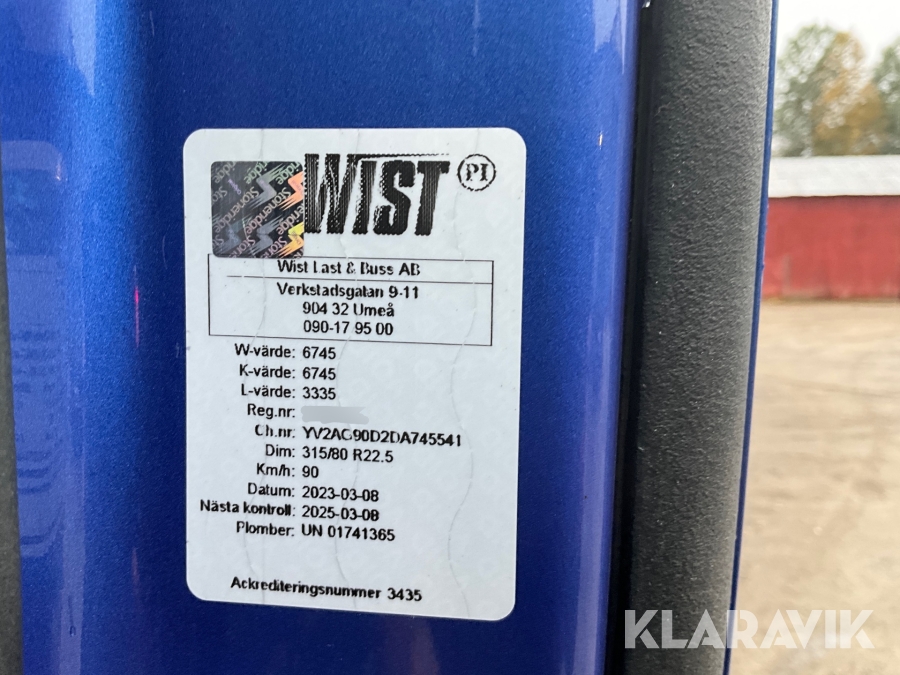 WIST PI
Stoneridge
Wist Last & Buss AB
Verkstadsgatan 9-11
904 32 Umeå
090-17 95 00
W-värde: 6745
K-värde: 6745
L-värde: 3335
Reg.nr:
Ch.nr: YV2AG90D2DA745541
Dim: 315/80 R22.5
Km/h: 90
Datum: 2023-03-08
Nästa kontroll: 2025-03-08
Plomber: UN 01741365
Ackrediteringsnummer 3435
KLARAVIK